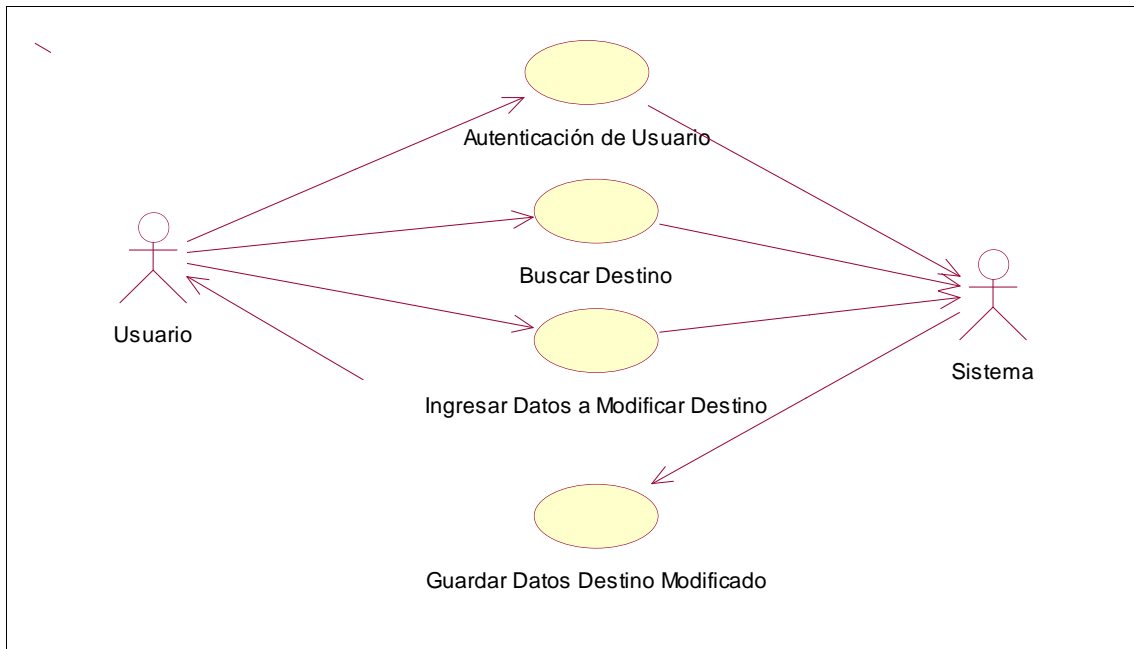 Autenticación de Usuario
Buscar Destino
Usuario
Sistema
Ingresar Datos a Modificar Destino
Guardar Datos Destino Modificado